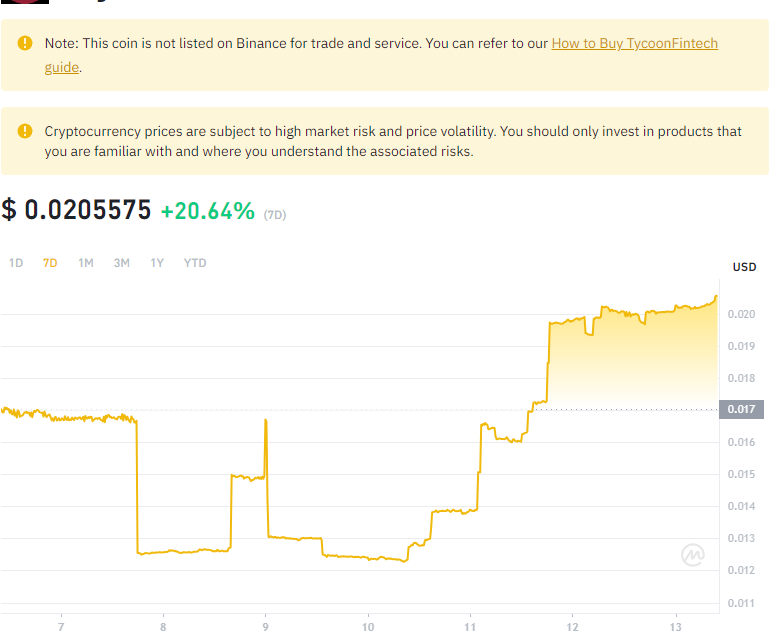 Note: This coin is not listed on Binance for trade and service. You can refer to our How to Buy TycoonFintech
guide.
Cryptocurrency prices are subject to high market risk and price volatility. You should only invest in products that
you are familiar with and where you understand the associated risks.
$ 0.0205575 +20.64% (7D)
1D 7D 1M 3M 1Y YTD
USD
0.020
0.019
0.018
0.017
0.016
0.015
0.014
0.013
0.012
0.011
7 8 9 10 11 12 13